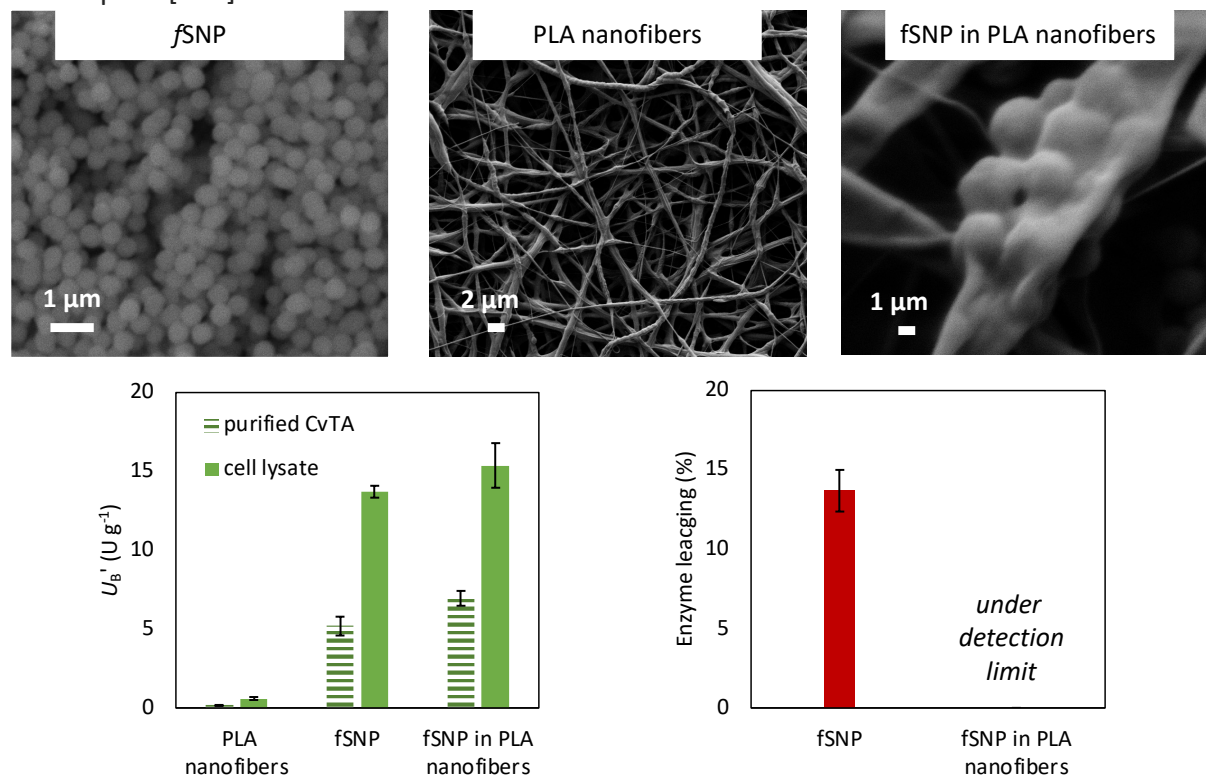 fSNP
PLA nanofibers
fSNP in PLA nanofibers
1 µm
2 µm
1 µm
20
15
10
5
0
U_B' (U g⁻¹)
purified CvTA
cell lysate
PLA
nanofibers
fSNP
fSNP in PLA
nanofibers
20
15
10
5
0
Enzyme leacging (%)
under
detection
limit
fSNP
fSNP in PLA
nanofibers